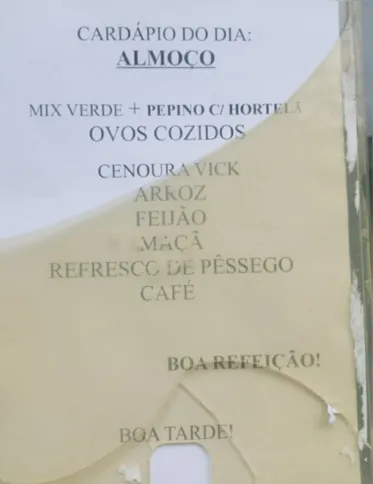 CARDÁPIO DO DIA:
ALMOÇO
MIX VERDE + PEPINO C/ HORTELÃ
OVOS COZIDOS
CENOURA VICK
ARROZ
FEIJÃO
MAÇÃ
REFRESCO DE PÊSSEGO
CAFÉ
BOA REFEIÇÃO!
BOA TARDE!